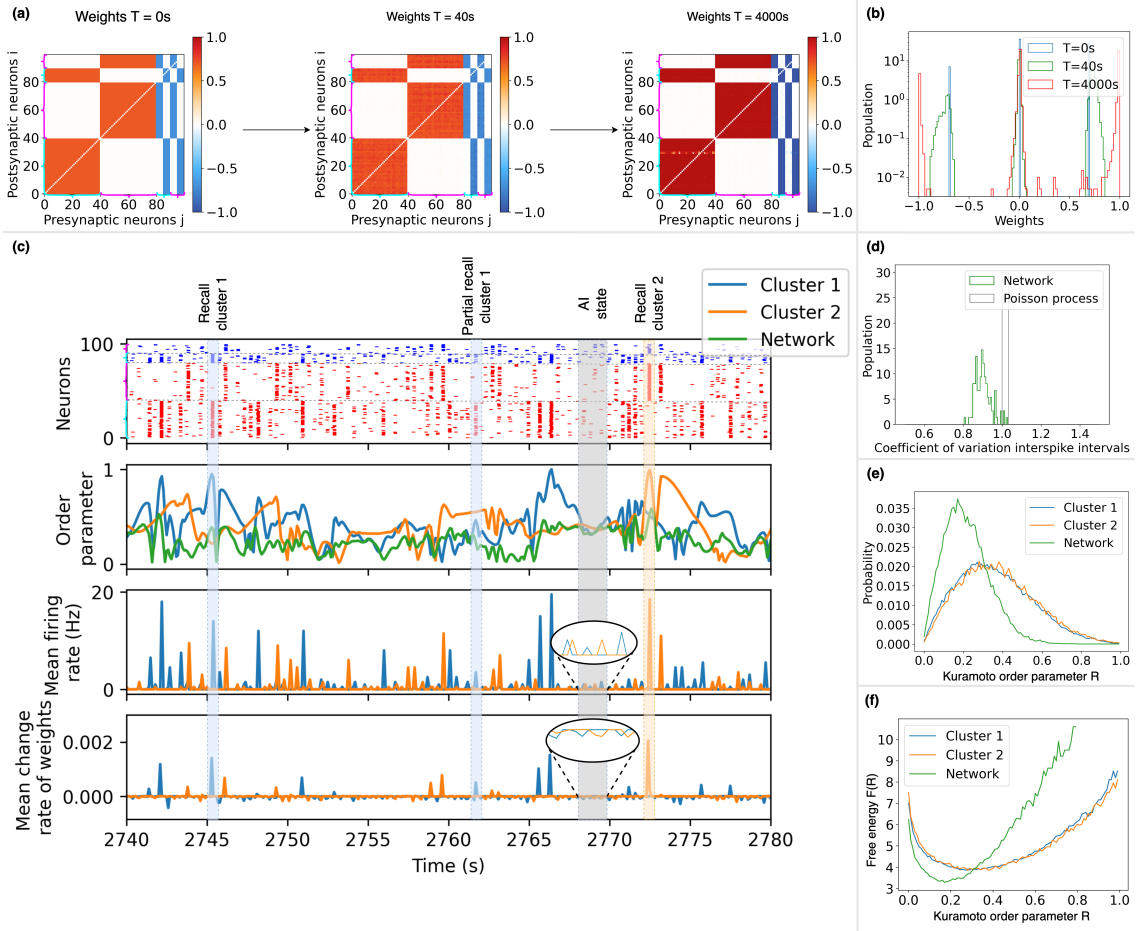 (a)
Weights T = 0s
Weights T = 40s
Weights T = 4000s
Postsynaptic neurons i
80
60
40
20
0
0 20 40 60 80
Presynaptic neurons j
1.0
0.5
0.0
−0.5
−1.0
Postsynaptic neurons i
80
60
40
20
0
0 20 40 60 80
Presynaptic neurons j
1.0
0.5
0.0
−0.5
−1.0
Postsynaptic neurons i
80
60
40
20
0
0 20 40 60 80
Presynaptic neurons j
1.0
0.5
0.0
−0.5
−1.0
(b)
T=0s
T=40s
T=4000s
Population
10¹
10⁰
10⁻¹
10⁻²
−1.0 −0.5 0.0 0.5 1.0
Weights
(c)
Recall
cluster 1
Partial recall
cluster 1
AI
state
Recall
cluster 2
Cluster 1
Cluster 2
Network
Neurons
100
0
Order
parameter
1
0
Mean firing
rate (Hz)
20
0
Mean change
rate of weights
0.002
0.000
2740 2745 2750 2755 2760 2765 2770 2775 2780
Time (s)
(d)
Network
Poisson process
Population
30
25
20
15
10
5
0
0.6 0.8 1.0 1.2 1.4
Coefficient of variation interspike intervals
(e)
Cluster 1
Cluster 2
Network
Probability
0.035
0.030
0.025
0.020
0.015
0.010
0.005
0.000
0.0 0.2 0.4 0.6 0.8 1.0
Kuramoto order parameter R
(f)
Cluster 1
Cluster 2
Network
Free energy F(R)
10
9
8
7
6
5
4
3
0.0 0.2 0.4 0.6 0.8 1.0
Kuramoto order parameter R